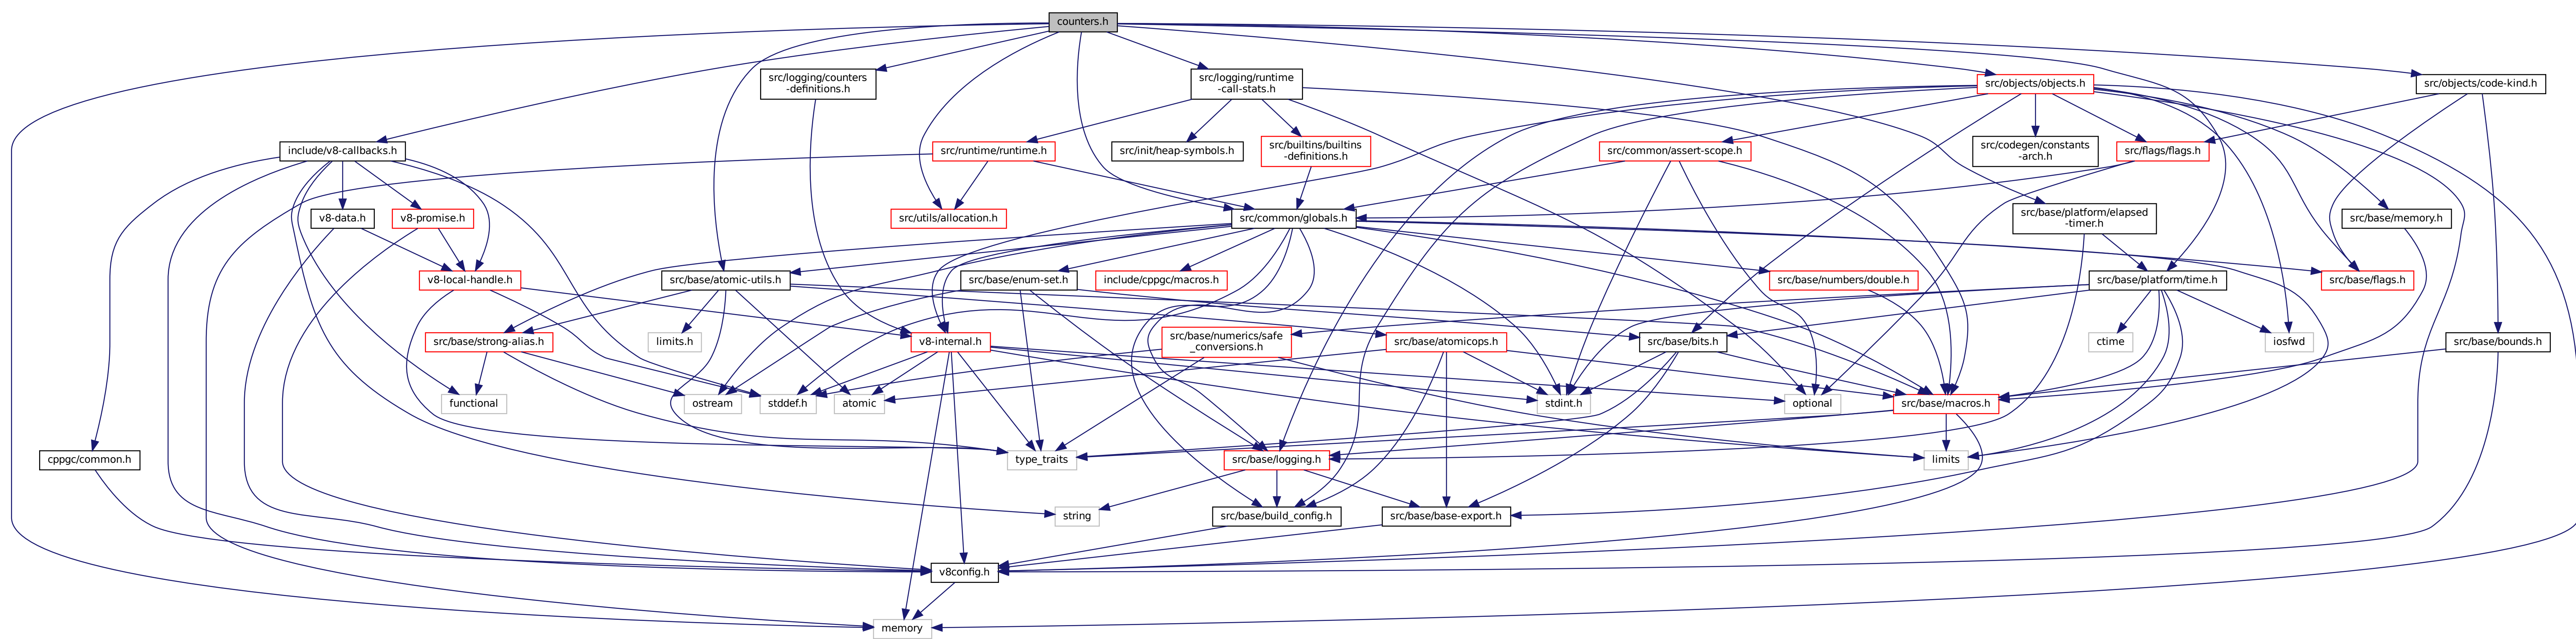 counters.h
src/logging/counters
-definitions.h
src/logging/runtime
-call-stats.h
src/objects/objects.h
src/objects/code-kind.h
include/v8-callbacks.h
src/runtime/runtime.h
src/init/heap-symbols.h
src/builtins/builtins
-definitions.h
src/common/assert-scope.h
src/codegen/constants
-arch.h
src/flags/flags.h
v8-data.h
v8-promise.h
src/utils/allocation.h
src/common/globals.h
src/base/platform/elapsed
-timer.h
src/base/memory.h
v8-local-handle.h
src/base/atomic-utils.h
src/base/enum-set.h
include/cppgc/macros.h
src/base/numbers/double.h
src/base/platform/time.h
src/base/flags.h
src/base/strong-alias.h
limits.h
v8-internal.h
src/base/numerics/safe
_conversions.h
src/base/atomicops.h
src/base/bits.h
ctime
iosfwd
src/base/bounds.h
functional
ostream
stddef.h
atomic
stdint.h
optional
src/base/macros.h
cppgc/common.h
type_traits
src/base/logging.h
limits
string
src/base/build_config.h
src/base/base-export.h
v8config.h
memory